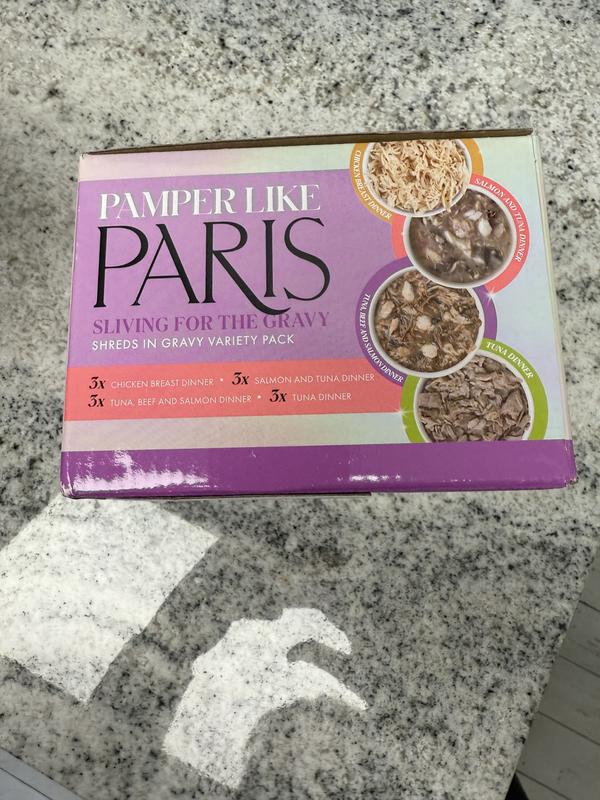 PAMPER LIKE
PARIS
SLIVING FOR THE GRAVY
SHREDS IN GRAVY VARIETY PACK
3x CHICKEN BREAST DINNER • 3x SALMON AND TUNA DINNER
3x TUNA, BEEF AND SALMON DINNER • 3x TUNA DINNER
CHICKEN BREAST DINNER
SALMON AND TUNA DINNER
TUNA, BEEF AND SALMON DINNER
TUNA DINNER